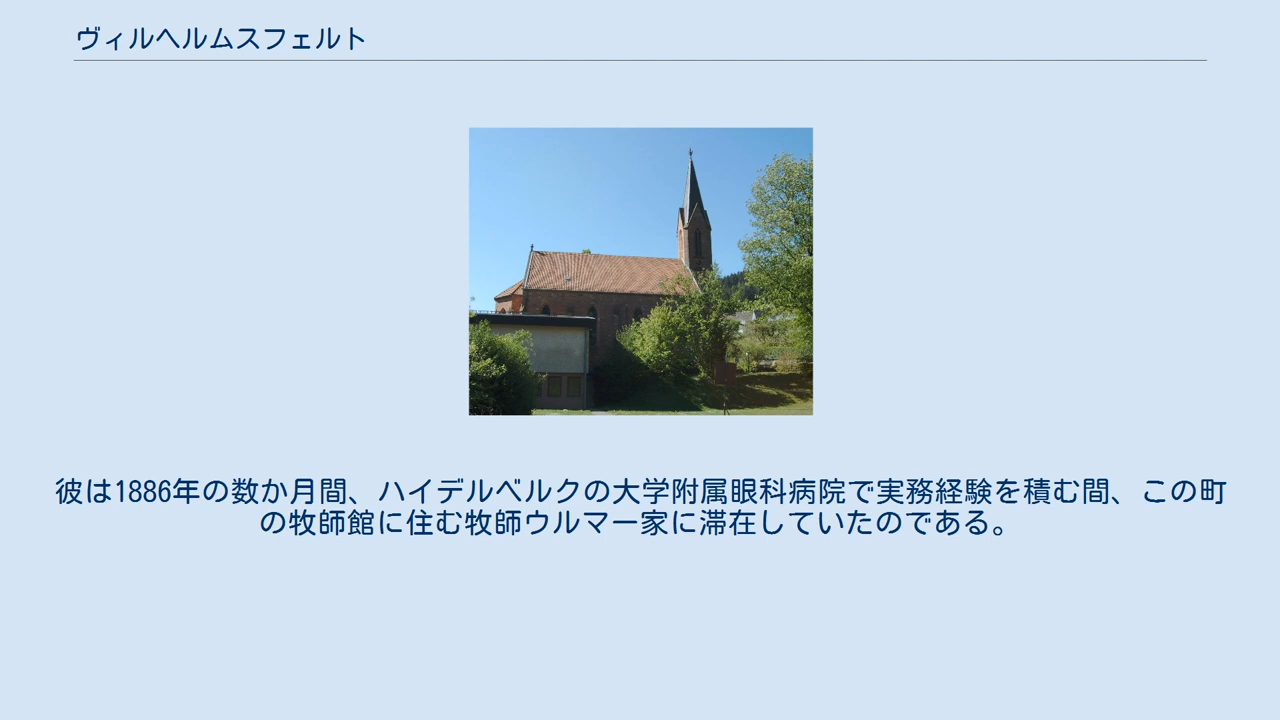 ヴィルヘルムスフェルト
彼は1886年の数か月間、ハイデルベルクの大学附属眼科病院で実務経験を積む間、この町
の牧師館に住む牧師ウルマー家に滞在していたのである。